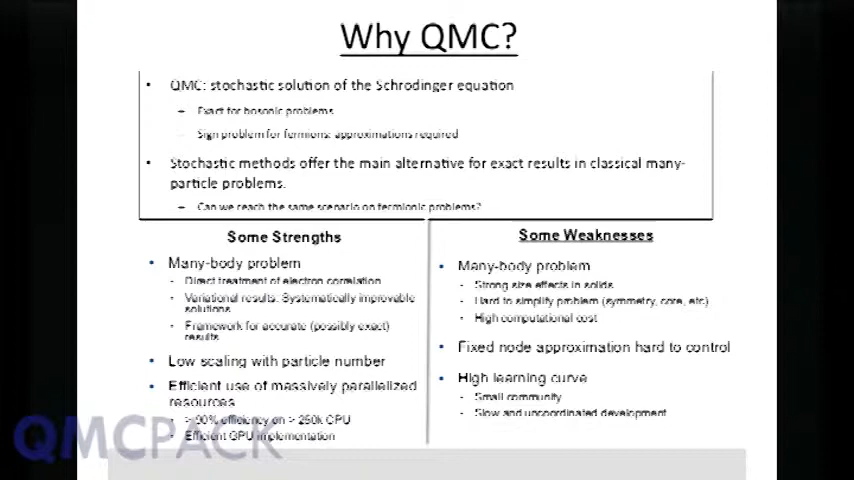 Why QMC?
• QMC: stochastic solution of the Schrodinger equation
– Exact for bosonic problems
– Sign problem for fermions: approximations required
• Stochastic methods offer the main alternative for exact results in classical many-
particle problems.
– Can we reach the same scenario on fermionic problems?
Some Strengths
• Many-body problem
- Direct treatment of electron correlation
- Variational results. Systematically improvable
solutions
- Framework for accurate (possibly exact)
results
• Low scaling with particle number
• Efficient use of massively parallelized
resources
- > 90% efficiency on > 250k CPU
- Efficient GPU implementation
Some Weaknesses
• Many-body problem
- Strong size effects in solids
- Hard to simplify problem (symmetry, core, etc)
- High computational cost
• Fixed node approximation hard to control
• High learning curve
- Small community
- Slow and uncoordinated development
QMCPACK